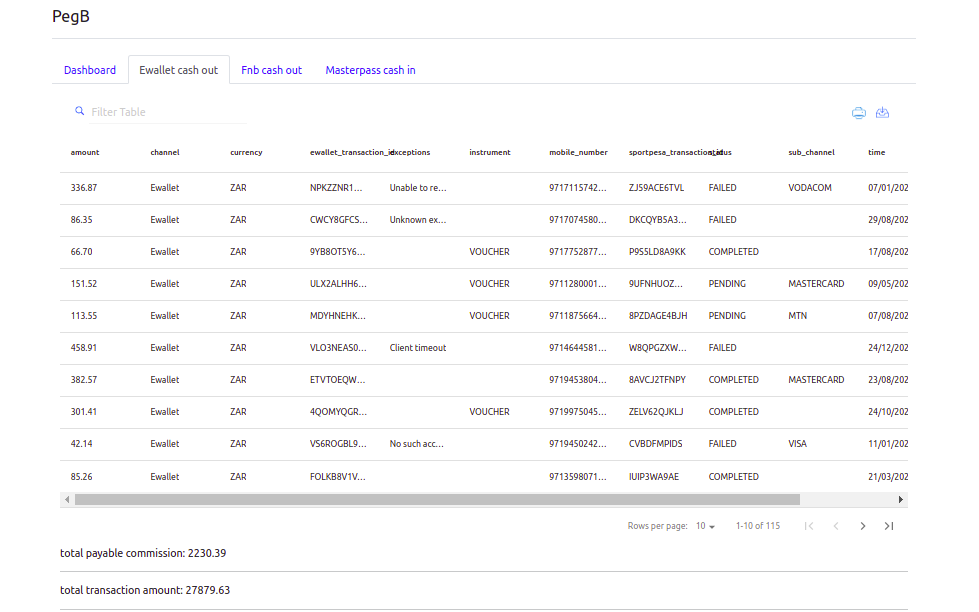 PegB
Dashboard Ewallet cash out Fnb cash out Masterpass cash in
Filter Table
amount channel currency ewallet_transaction_id exceptions instrument mobile_number sportpesa_transaction_id status sub_channel time
336.87 Ewallet ZAR NPKZZNR1... Unable to re... 9717115742... ZJ59ACE6TVL FAILED VODACOM 07/01/202
86.35 Ewallet ZAR CWCY8GFCS... Unknown ex... 9717074580... DKCQYB5A3... FAILED 29/08/202
66.70 Ewallet ZAR 9YB8OT5Y6... VOUCHER 9717752877... P9S5LD8A9KK COMPLETED 17/08/202
151.52 Ewallet ZAR ULX2ALHH6... VOUCHER 9711280001... 9UFNHUOZ... PENDING MASTERCARD 09/05/202
113.55 Ewallet ZAR MDYHNEHK... VOUCHER 9711875664... 8PZDAGE4BJH PENDING MTN 07/08/202
458.91 Ewallet ZAR VLO3NEAS0... Client timeout 9714644581... W8QPGZXW... FAILED 24/12/202
382.57 Ewallet ZAR ETVTOEQW... 9719453804... 8AVCJ2TFNPY COMPLETED MASTERCARD 23/08/202
301.41 Ewallet ZAR 4QOMYQGR... VOUCHER 9719975045... ZELV62QJKLJ COMPLETED 24/10/202
42.14 Ewallet ZAR VS6ROGBL9... No such acc... 9719450242... CVBDFMPIDS FAILED VISA 11/01/202
85.26 Ewallet ZAR FOLKB8V1V... 9713598071... IUIP3WA9AE COMPLETED 21/03/202
Rows per page: 10 1-10 of 115
total payable commission: 2230.39
total transaction amount: 27879.63